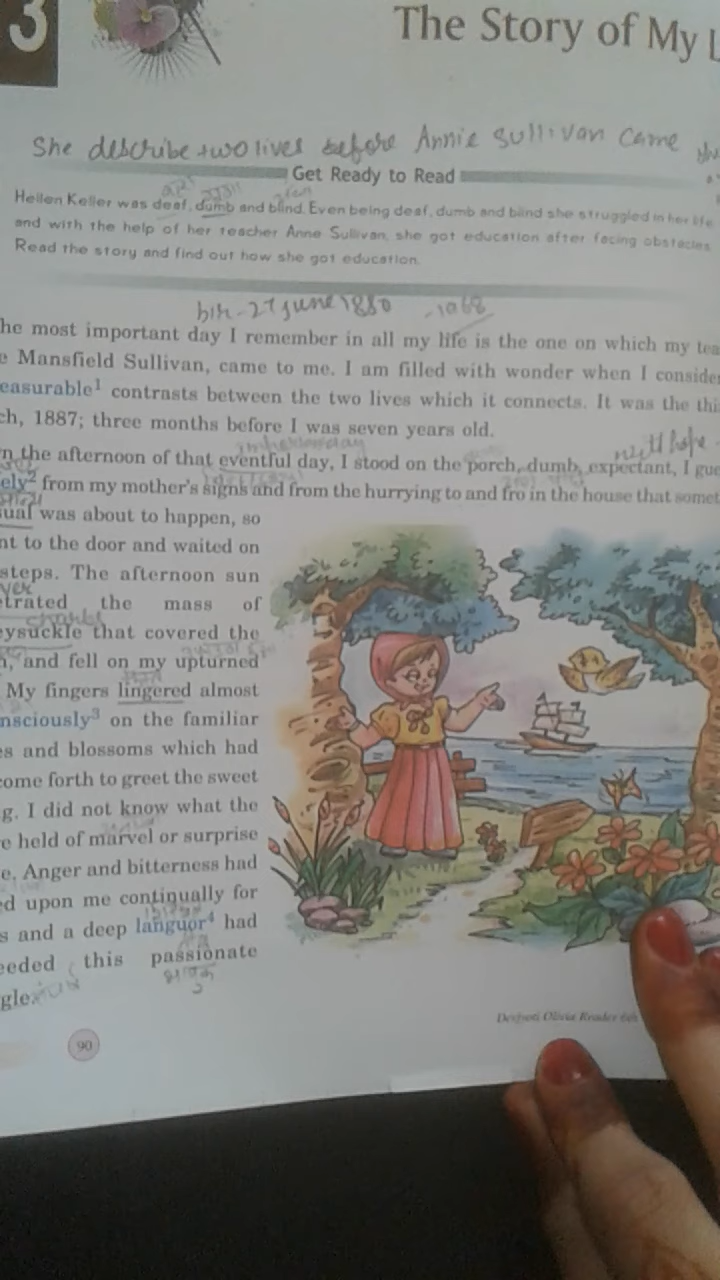 3
The Story of My L
She describe two lives before Annie Sullivan came
Get Ready to Read
Hellen Keller was deaf, dumb and blind. Even being deaf, dumb and blind she struggled in her life
and with the help of her teacher Anne Sullivan, she got education after facing obstacles.
Read the story and find out how she got education.
27 June 1880 - 1968
he most important day I remember in all my life is the one on which my tea
e Mansfield Sullivan, came to me. I am filled with wonder when I consider
easurable1 contrasts between the two lives which it connects. It was the thi
ch, 1887; three months before I was seven years old.
n the afternoon of that eventful day, I stood on the porch, dumb, expectant, I gue
ely2 from my mother's signs and from the hurrying to and fro in the house that somet
sual was about to happen, so
nt to the door and waited on
steps. The afternoon sun
etrated the mass of
eysuckle that covered the
h, and fell on my upturned
My fingers lingered almost
nsciously3 on the familiar
es and blossoms which had
come forth to greet the sweet
g. I did not know what the
e held of marvel or surprise
e. Anger and bitterness had
ed upon me continually for
s and a deep languor4 had
eeded this passionate
gle.
90
Olivia Reader